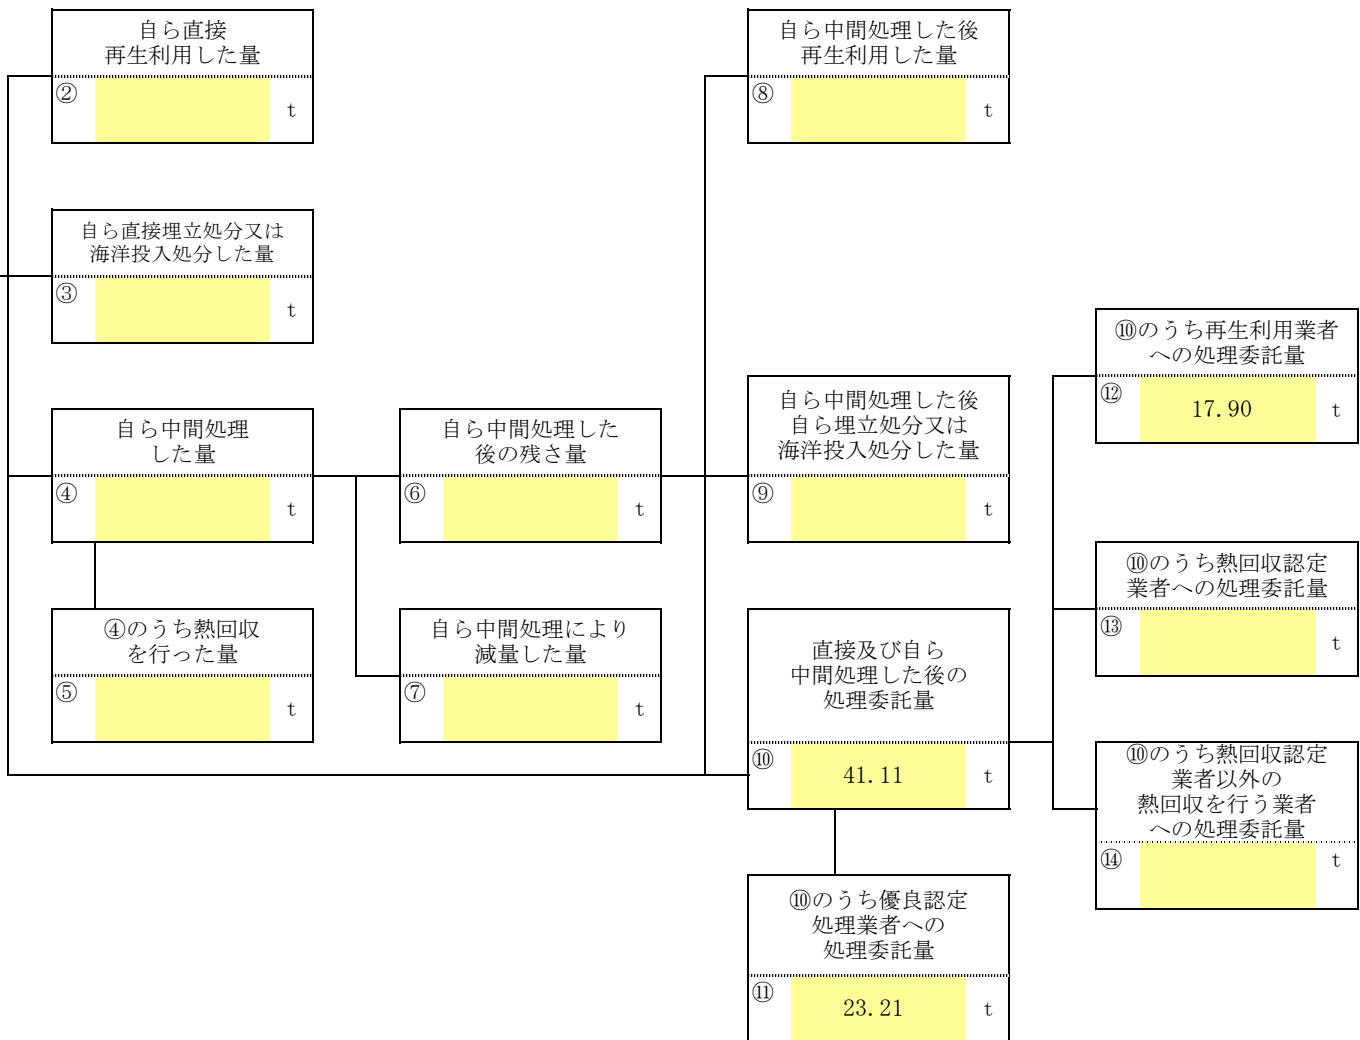 自ら直接
再生利用した量
②
t
自ら中間処理した後
再生利用した量
⑧
t
自ら直接埋立処分又は
海洋投入処分した量
③
t
⑩のうち再生利用業者
への処理委託量
⑫
17.90
t
自ら中間処理
した量
④
t
自ら中間処理した
後の残さ量
⑥
t
自ら中間処理した後
自ら埋立処分又は
海洋投入処分した量
⑨
t
⑩のうち熱回収認定
業者への処理委託量
⑬
t
④のうち熱回収
を行った量
⑤
t
自ら中間処理により
減量した量
⑦
t
直接及び自ら
中間処理した後の
処理委託量
⑩
41.11
t
⑩のうち熱回収認定
業者以外の
熱回収を行う業者
への処理委託量
⑭
t
⑩のうち優良認定
処理業者への
処理委託量
⑪
23.21
t